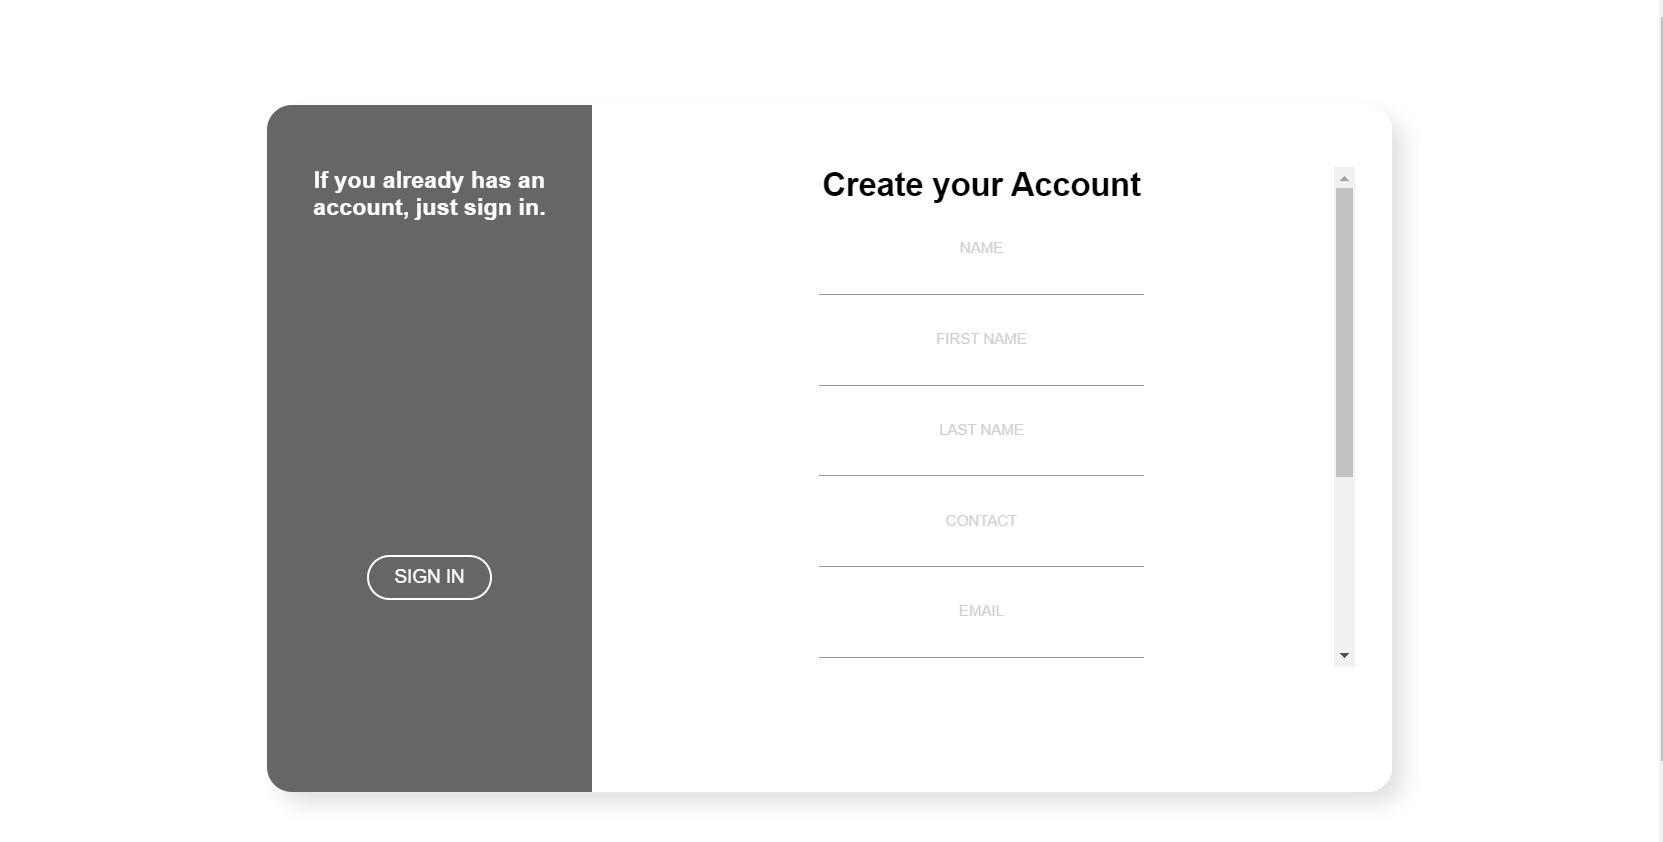 If you already has an
account, just sign in.
SIGN IN
Create your Account
NAME
FIRST NAME
LAST NAME
CONTACT
EMAIL